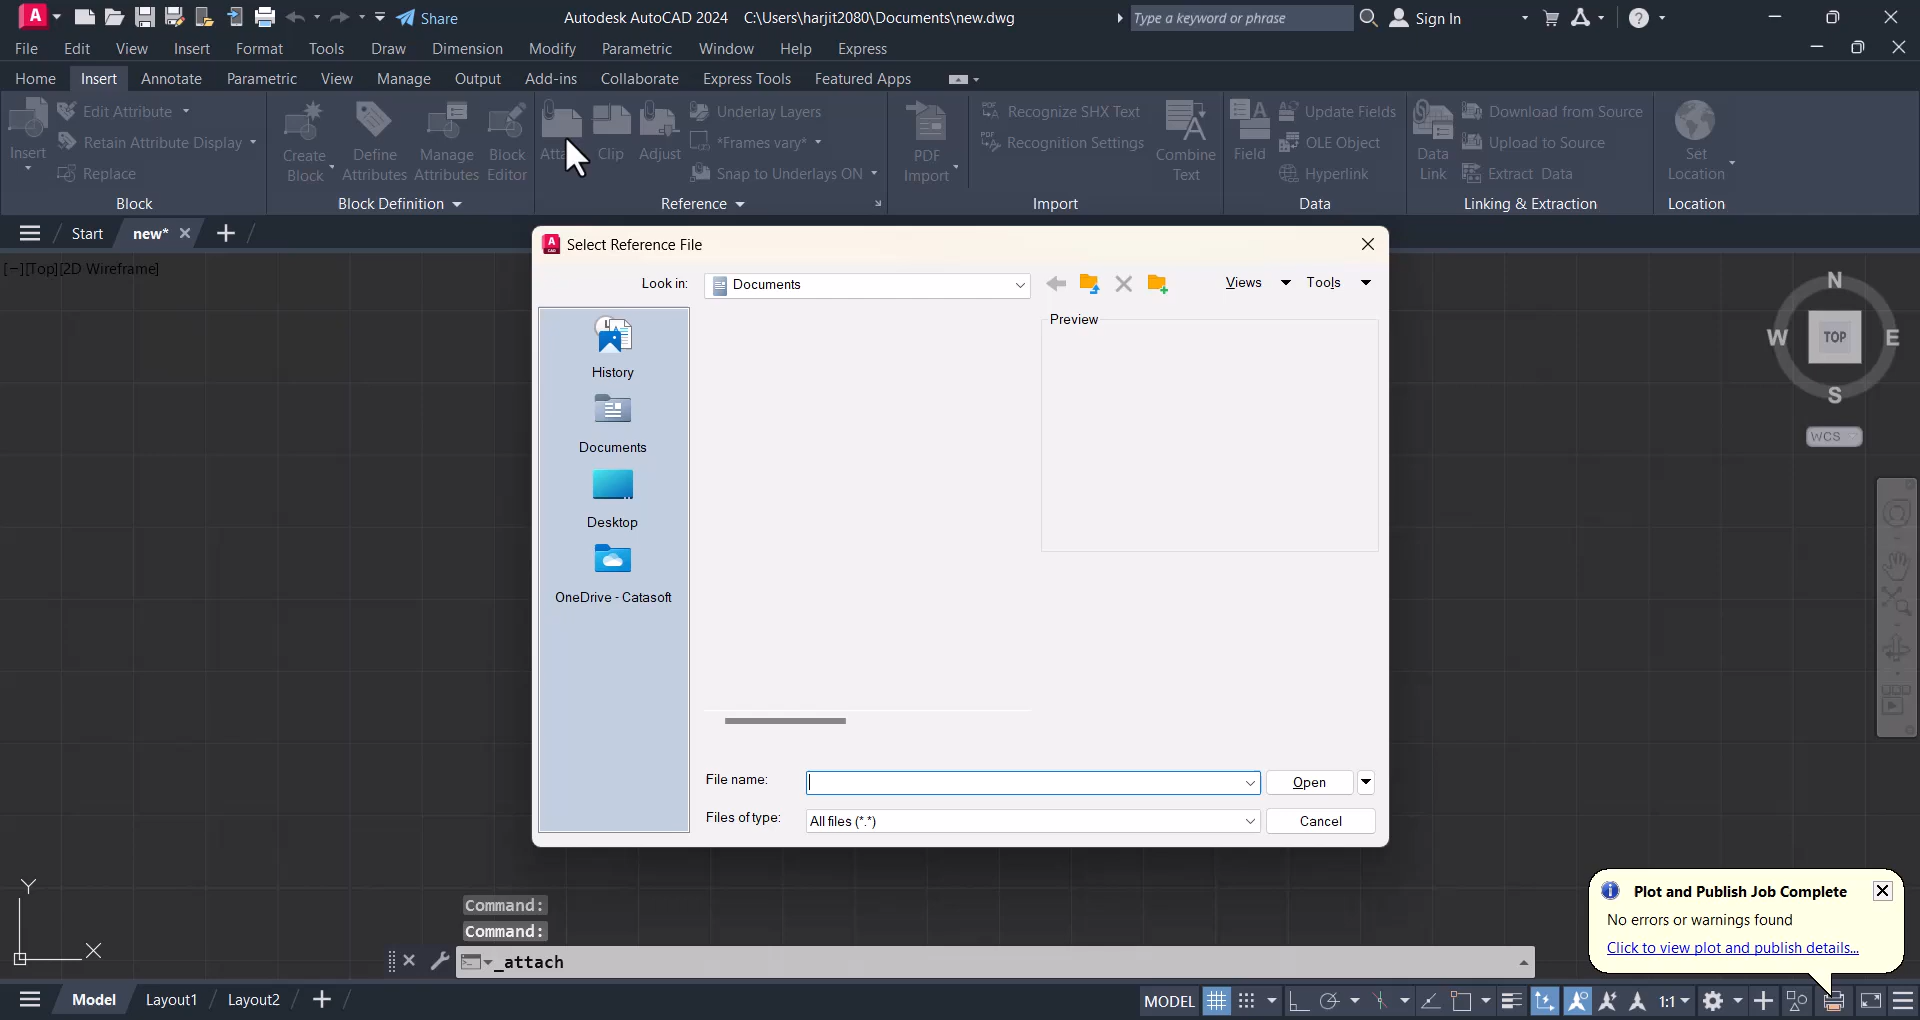 Share
Autodesk AutoCAD 2024 C:\Users\harjit2080\Documents\new.dwg
Type a keyword or phrase
Sign In
File Edit View Insert Format Tools Draw Dimension Modify Parametric Window Help Express
Home Insert Annotate Parametric View Manage Output Add-ins Collaborate Express Tools Featured Apps
Insert
Edit Attribute
Retain Attribute Display
Replace
Block
Create Block
Define Attributes
Manage Attributes
Block Editor
Block Definition
Clip
Adjust
Underlay Layers
*Frames vary*
Snap to Underlays ON
Reference
PDF Import
Recognize SHX Text
Recognition Settings
Combine Text
Import
Field
Update Fields
OLE Object
Hyperlink
Data
Data Link
Download from Source
Upload to Source
Extract Data
Linking & Extraction
Set Location
Location
Start
new*
[−][Top][2D Wireframe]
N
W
TOP
E
S
WCS
A CAD
Select Reference File
Look in:
Documents
Views
Tools
History
Documents
Desktop
OneDrive - Catasoft
Preview
File name:
Open
Files of type:
All files (*.*)
Cancel
Plot and Publish Job Complete
No errors or warnings found
Click to view plot and publish details...
Y
X
Command:
Command:
_attach
Model Layout1 Layout2
MODEL
1:1